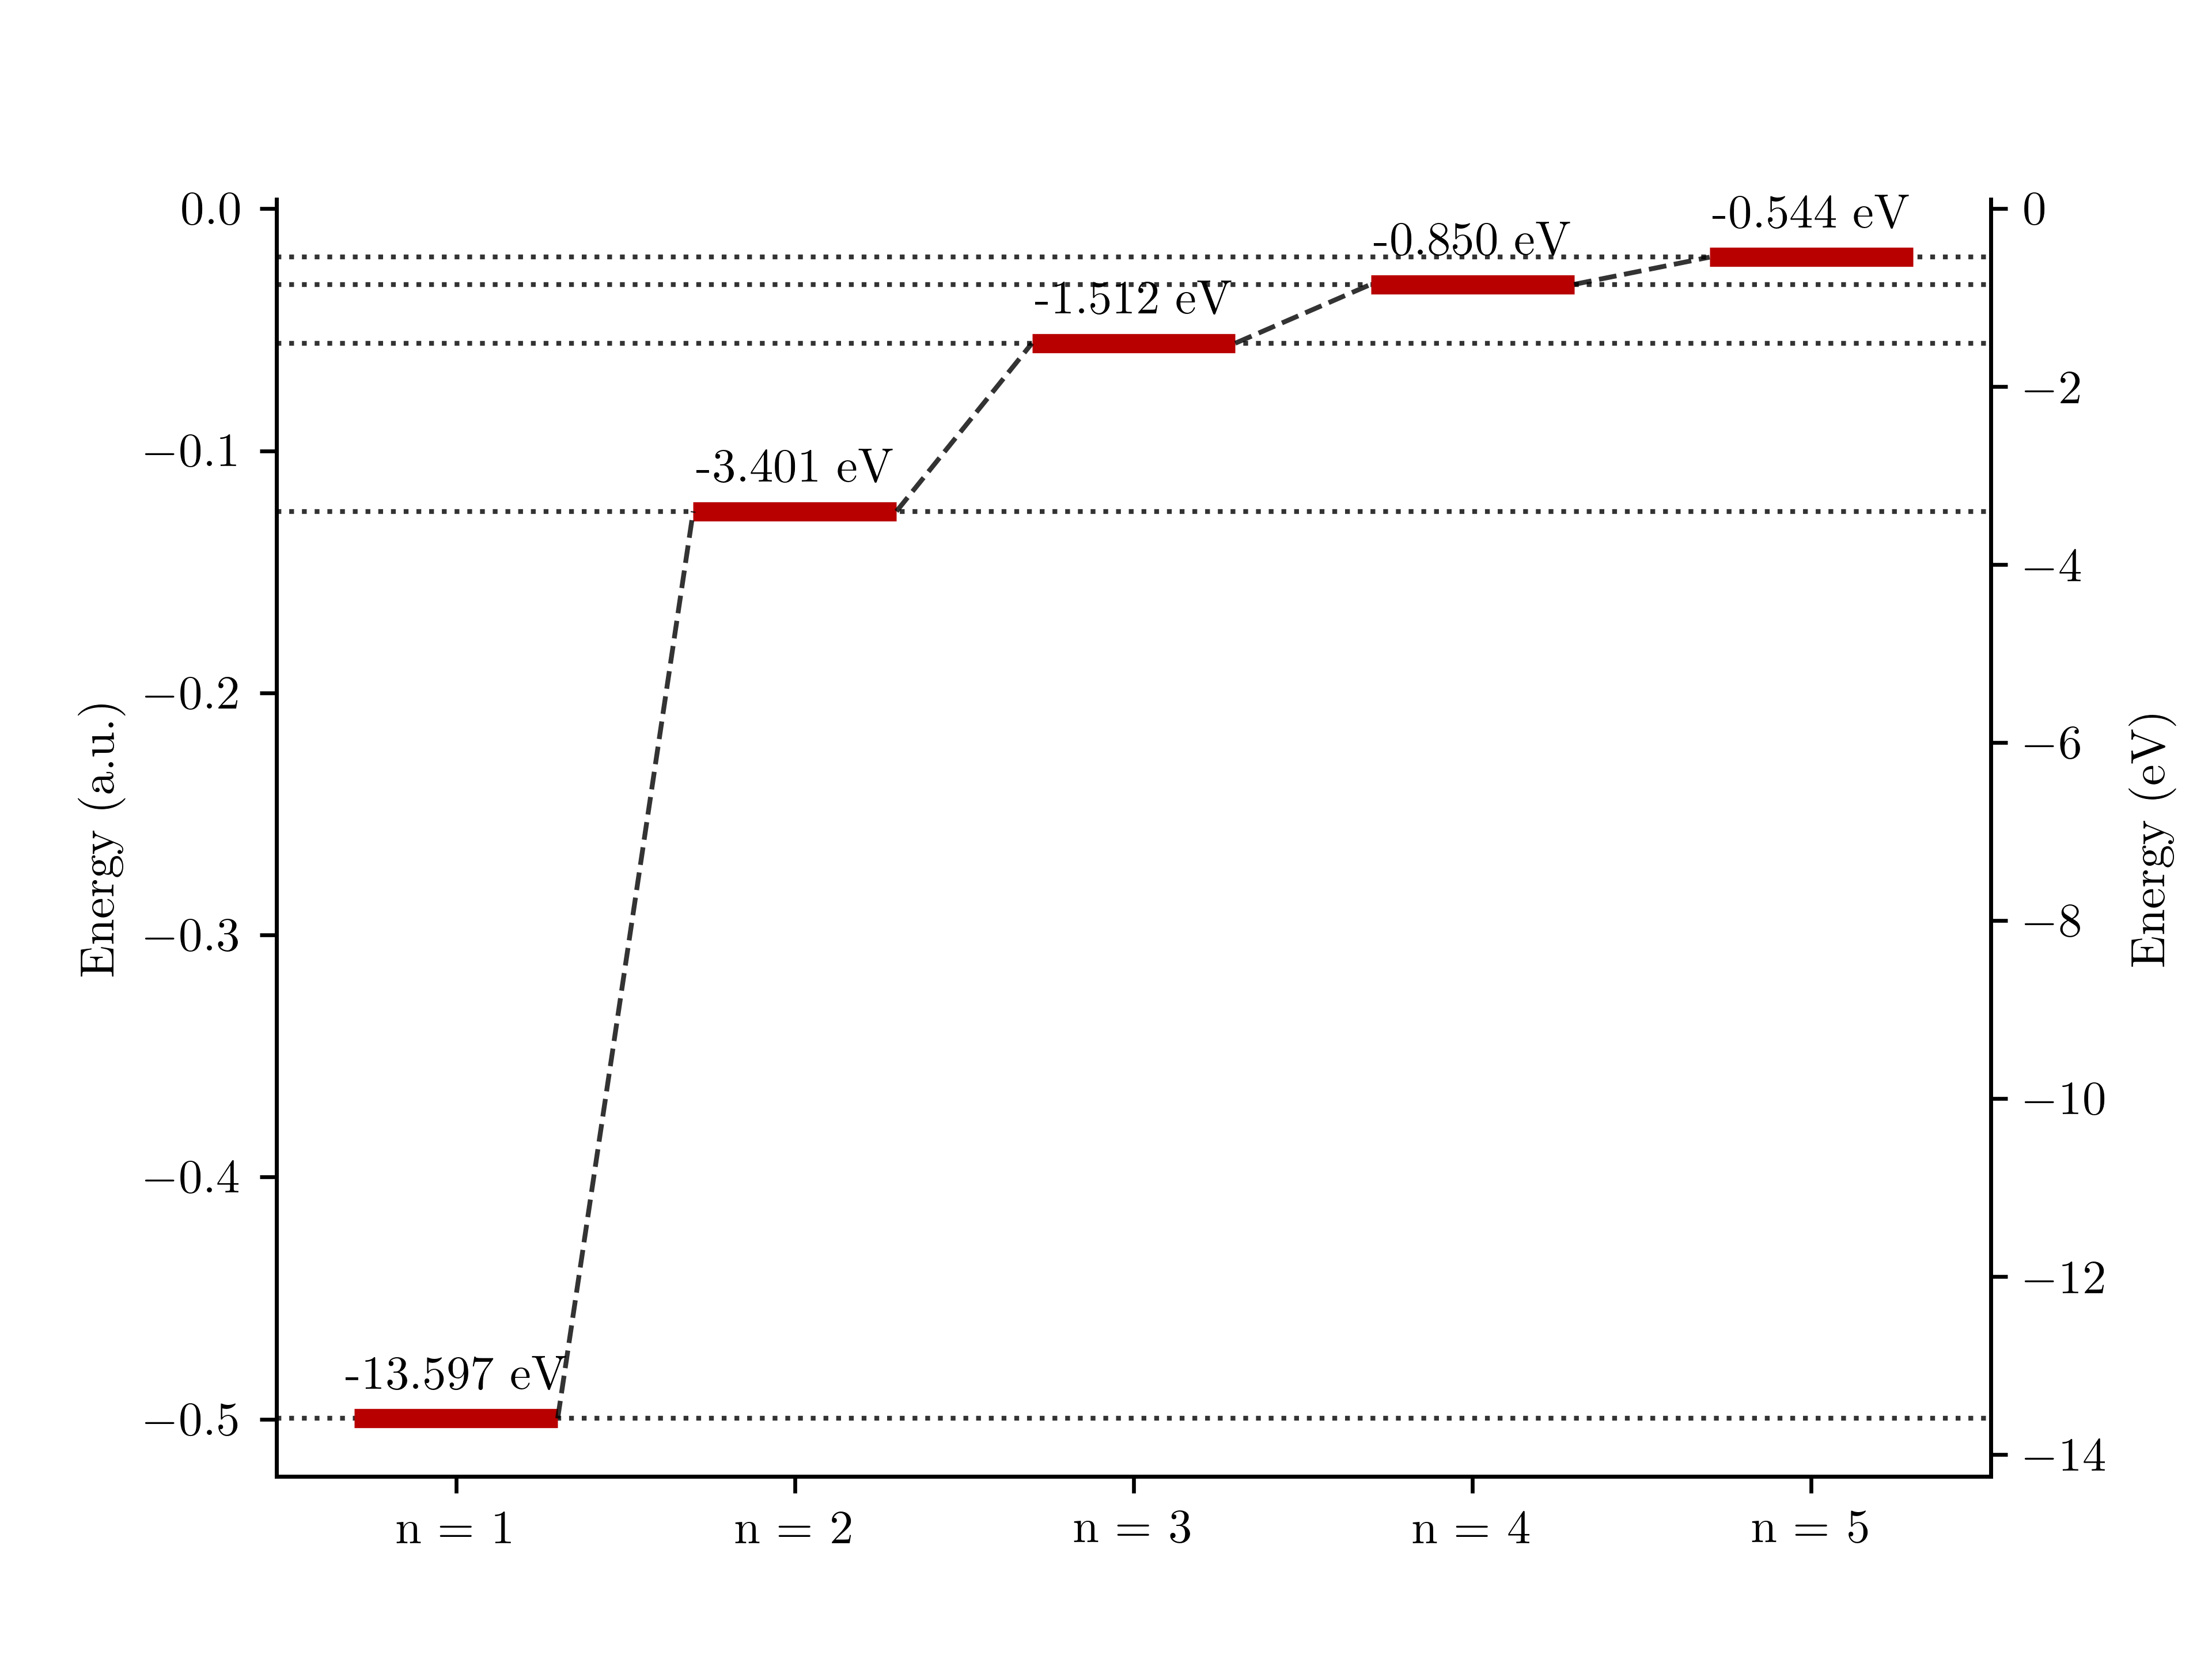 0.0
−0.1
−0.2
−0.3
−0.4
−0.5
Energy (a.u.)
-13.597 eV
-3.401 eV
-1.512 eV
-0.850 eV
-0.544 eV
n = 1
n = 2
n = 3
n = 4
n = 5
0
−2
−4
−6
−8
−10
−12
−14
Energy (eV)